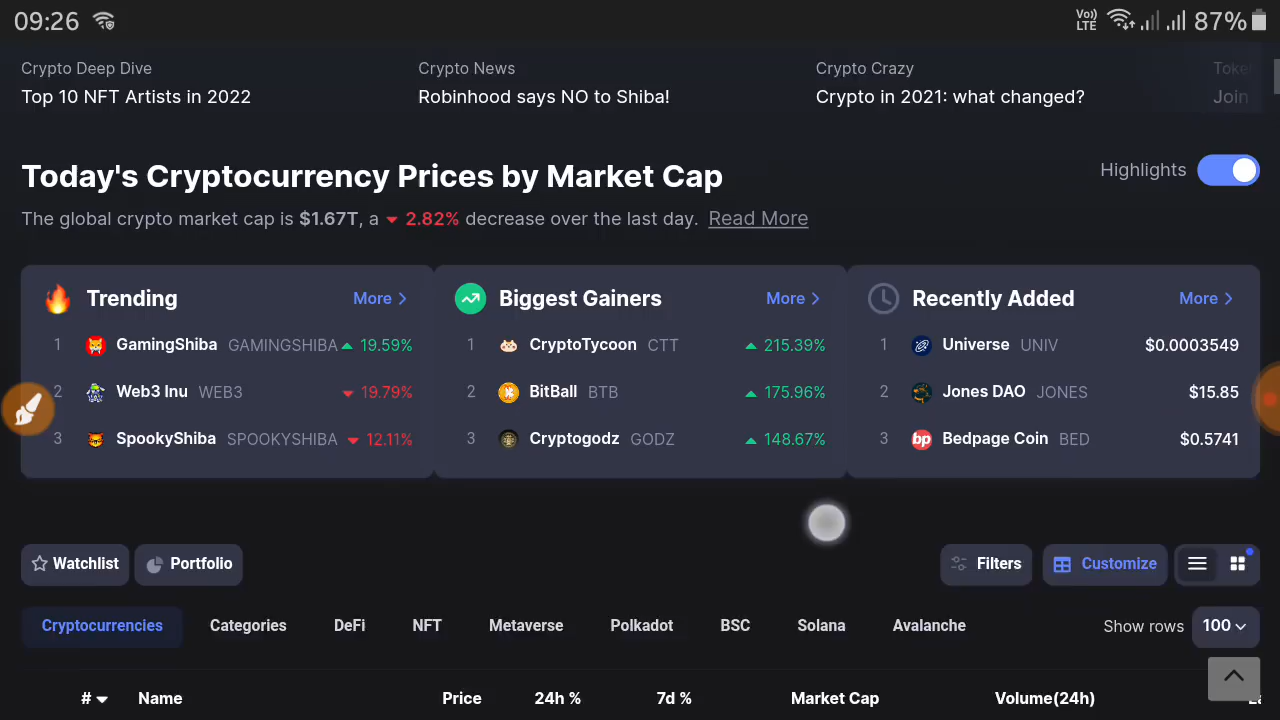 09:26
Vo)) LTE
87%
Crypto Deep Dive
Top 10 NFT Artists in 2022
Crypto News
Robinhood says NO to Shiba!
Crypto Crazy
Crypto in 2021: what changed?
Join
Today's Cryptocurrency Prices by Market Cap
Highlights
The global crypto market cap is $1.67T, a 2.82% decrease over the last day. Read More
Trending More
1 GamingShiba GAMINGSHIBA 19.59%
2 Web3 Inu WEB3 19.79%
3 SpookyShiba SPOOKYSHIBA 12.11%
Biggest Gainers More
1 CryptoTycoon CTT 215.39%
2 BitBall BTB 175.96%
3 Cryptogodz GODZ 148.67%
Recently Added More
1 Universe UNIV $0.0003549
2 Jones DAO JONES $15.85
3 bp Bedpage Coin BED $0.5741
Watchlist Portfolio Filters Customize
Cryptocurrencies Categories DeFi NFT Metaverse Polkadot BSC Solana Avalanche Show rows 100
# Name Price 24h % 7d % Market Cap Volume(24h)